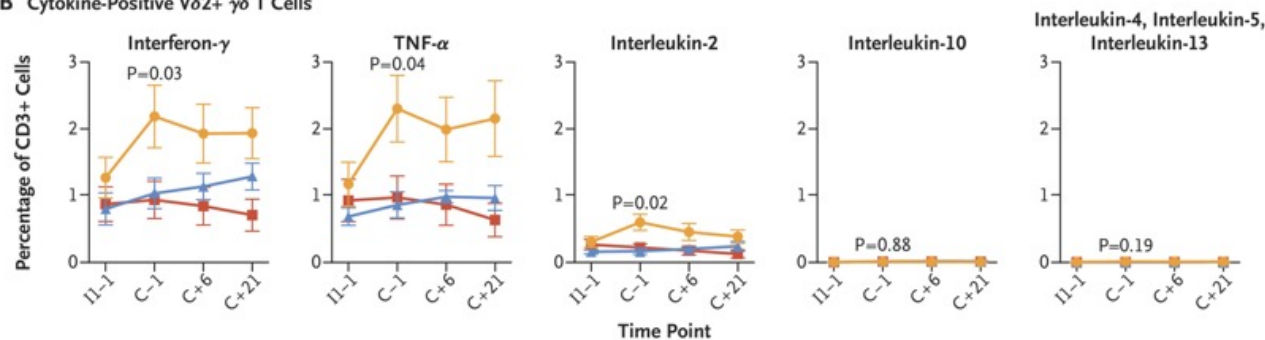 B Cytokine-Positive Vδ2+ γδ T Cells
Interferon-γ
TNF-α
Interleukin-2
Interleukin-10
Interleukin-4, Interleukin-5,
Interleukin-13
Percentage of CD3+ Cells
3
2
1
0
P=0.03
I1−1
C−1
C+6
C+21
3
2
1
0
P=0.04
I1−1
C−1
C+6
C+21
3
2
1
0
P=0.02
I1−1
C−1
C+6
C+21
3
2
1
0
P=0.88
I1−1
C−1
C+6
C+21
3
2
1
0
P=0.19
I1−1
C−1
C+6
C+21
Time Point